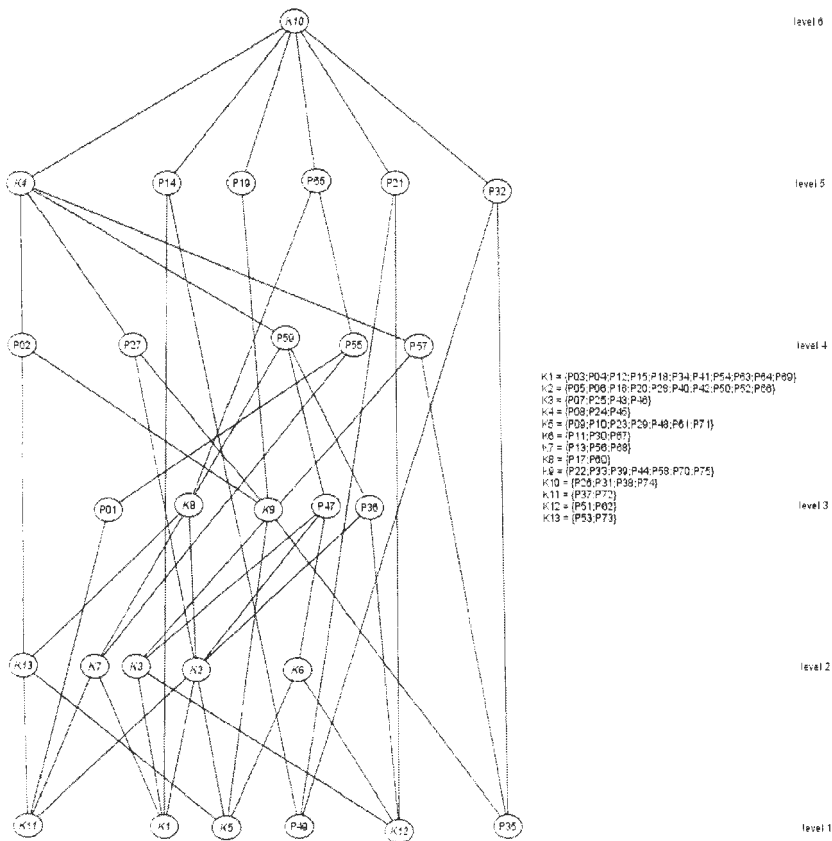 K10 level 6
K4 P14 P19 P65 P21 P32 level 5
P02 P27 P59 P55 P57 level 4
K1 = {P03;P04;P12;P15;P18;P34;P41;P54;P63;P64;P69}
K2 = {P05;P06;P16;P20;P28;P40;P42;P50;P52;P66}
K3 = {P07;P25;P43;P46}
K4 = {P08;P24;P45}
K5 = {P09;P10;P23;P29;P48;P61;P71}
K6 = {P11;P30;P67}
K7 = {P13;P56;P68}
K8 = {P17;P60}
K9 = {P22;P33;P39;P44;P58;P70;P75}
K10 = {P26;P31;P38;P74}
K11 = {P37;P72}
K12 = {P51;P62}
K13 = {P53;P73}
P01 K8 K9 P47 P36 level 3
K13 K7 K3 K2 K6 level 2
K11 K1 K5 P49 K12 P35 level 1